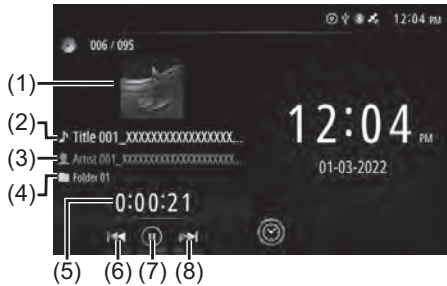 12:04 PM
006 / 095
(1)
(2) Title 001_XXXXXXXXXXXXXXXXX...
12:04 PM
(3) Artist 001_XXXXXXXXXXXXXXXXX...
01-03-2022
(4) Folder 01
(5) 0:00:21
(6) (7) (8)